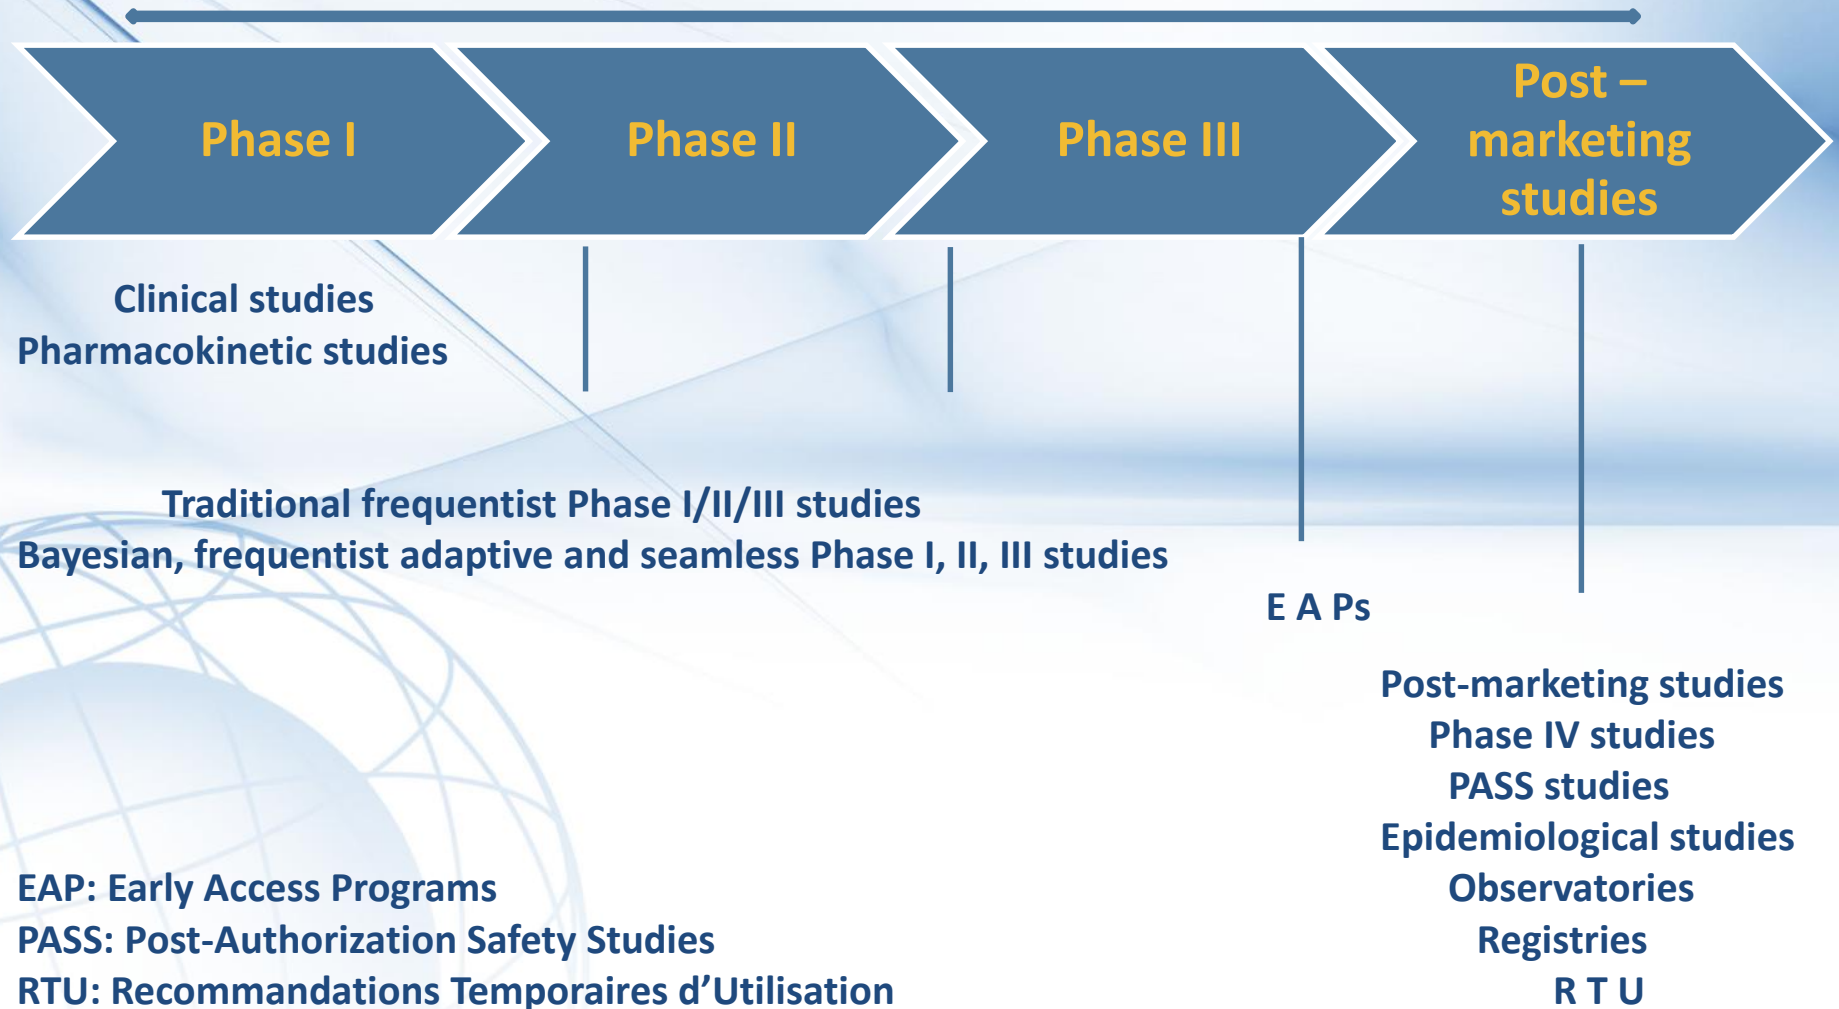 Phase I
Phase II
Phase III
Post –
marketing
studies
Clinical studies
Pharmacokinetic studies
Traditional frequentist Phase I/II/III studies
Bayesian, frequentist adaptive and seamless Phase I, II, III studies
E A Ps
Post-marketing studies
Phase IV studies
PASS studies
Epidemiological studies
Observatories
Registries
R T U
EAP: Early Access Programs
PASS: Post-Authorization Safety Studies
RTU: Recommandations Temporaires d’Utilisation